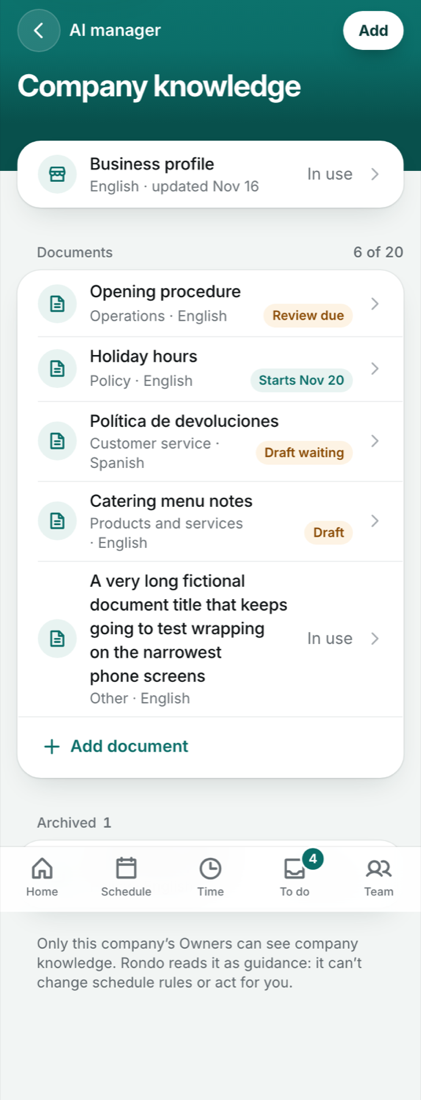 AI manager
Add
Company knowledge
Business profile
In use
English · updated Nov 16
Documents
6 of 20
Opening procedure
Operations · English
Review due
Holiday hours
Policy · English
Starts Nov 20
Política de devoluciones
Customer service ·
Spanish
Draft waiting
Catering menu notes
Products and services
· English
Draft
A very long fictional
document title that keeps
going to test wrapping
on the narrowest
phone screens
In use
Other · English
+ Add document
Archived 1
4
Home
Schedule
Time
To do
Team
Only this company’s Owners can see company
knowledge. Rondo reads it as guidance: it can’t
change schedule rules or act for you.